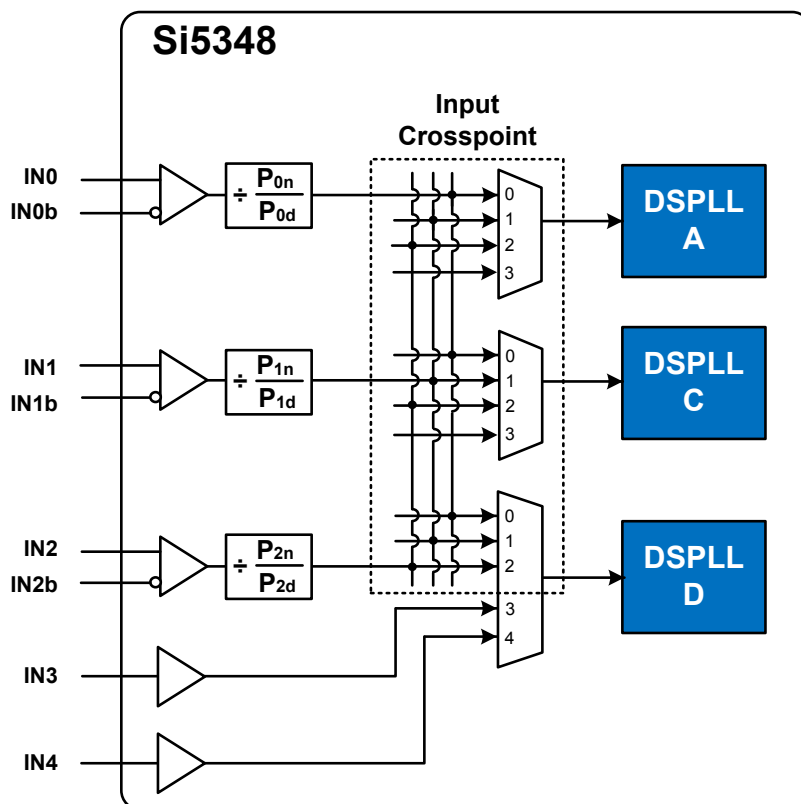 Si5348
Input
Crosspoint
IN0
IN0b
÷ P0n
P0d
0
1
2
3
DSPLL
A
IN1
IN1b
÷ P1n
P1d
0
1
2
3
DSPLL
C
IN2
IN2b
÷ P2n
P2d
0
1
2
3
4
DSPLL
D
IN3
IN4